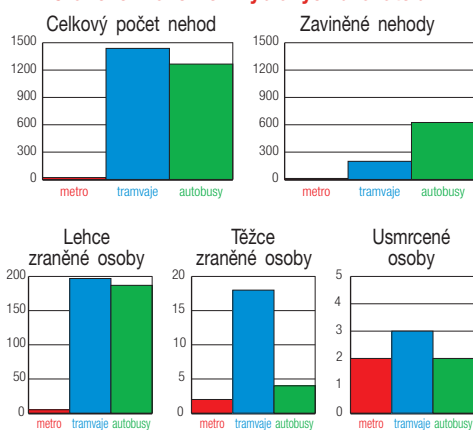 Celkový počet nehod
1500
1200
900
600
300
0
metro tramvaje autobusy
Zaviněné nehody
1500
1200
900
600
300
0
metro tramvaje autobusy
Lehce
zraněné osoby
200
150
100
50
0
metro tramvaje autobusy
Těžce
zraněné osoby
20
15
10
5
0
metro tramvaje autobusy
Usmrcené
osoby
5
4
3
2
1
0
metro tramvaje autobusy